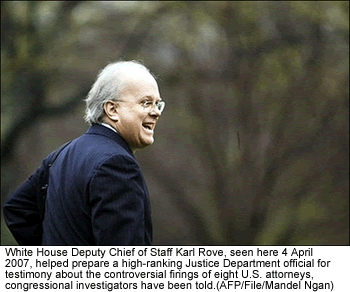 White House Deputy Chief of Staff Karl Rove, seen here 4 April
2007, helped prepare a high-ranking Justice Department official for
testimony about the controversial firings of eight U.S. attorneys,
congressional investigators have been told.(AFP/File/Mandel Ngan)